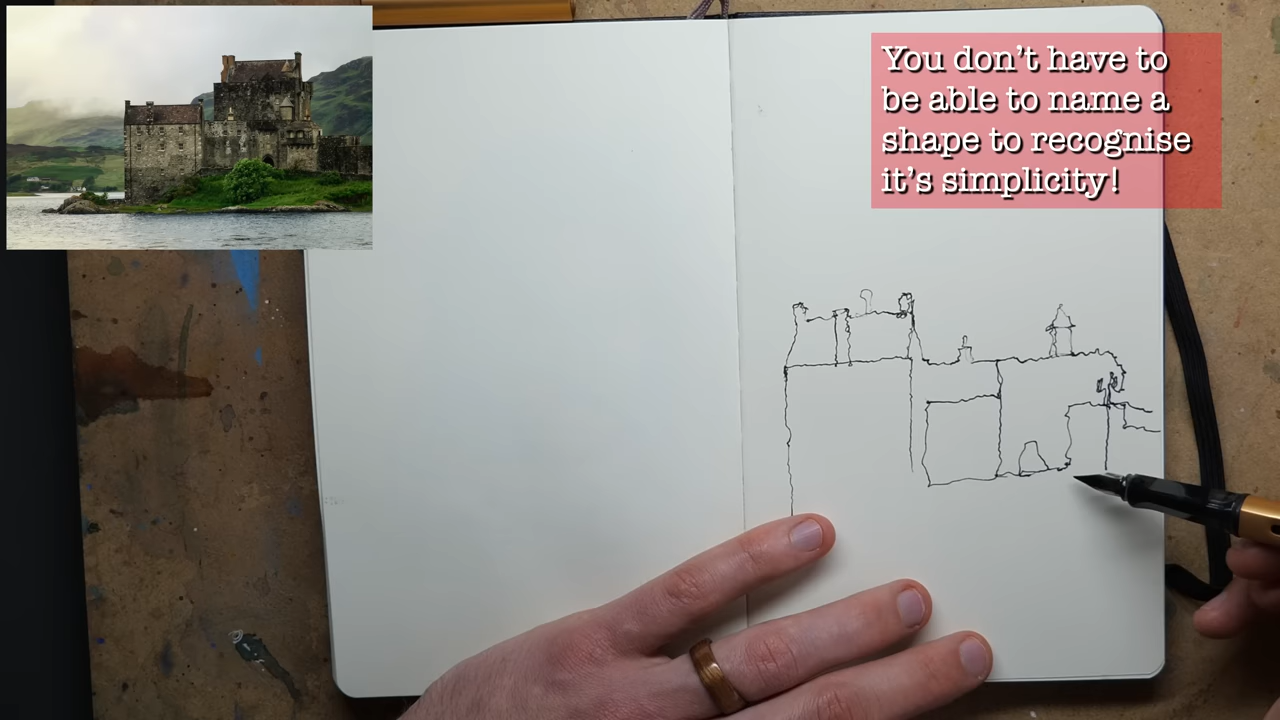 You don't have to
be able to name a
shape to recognise
it's simplicity!